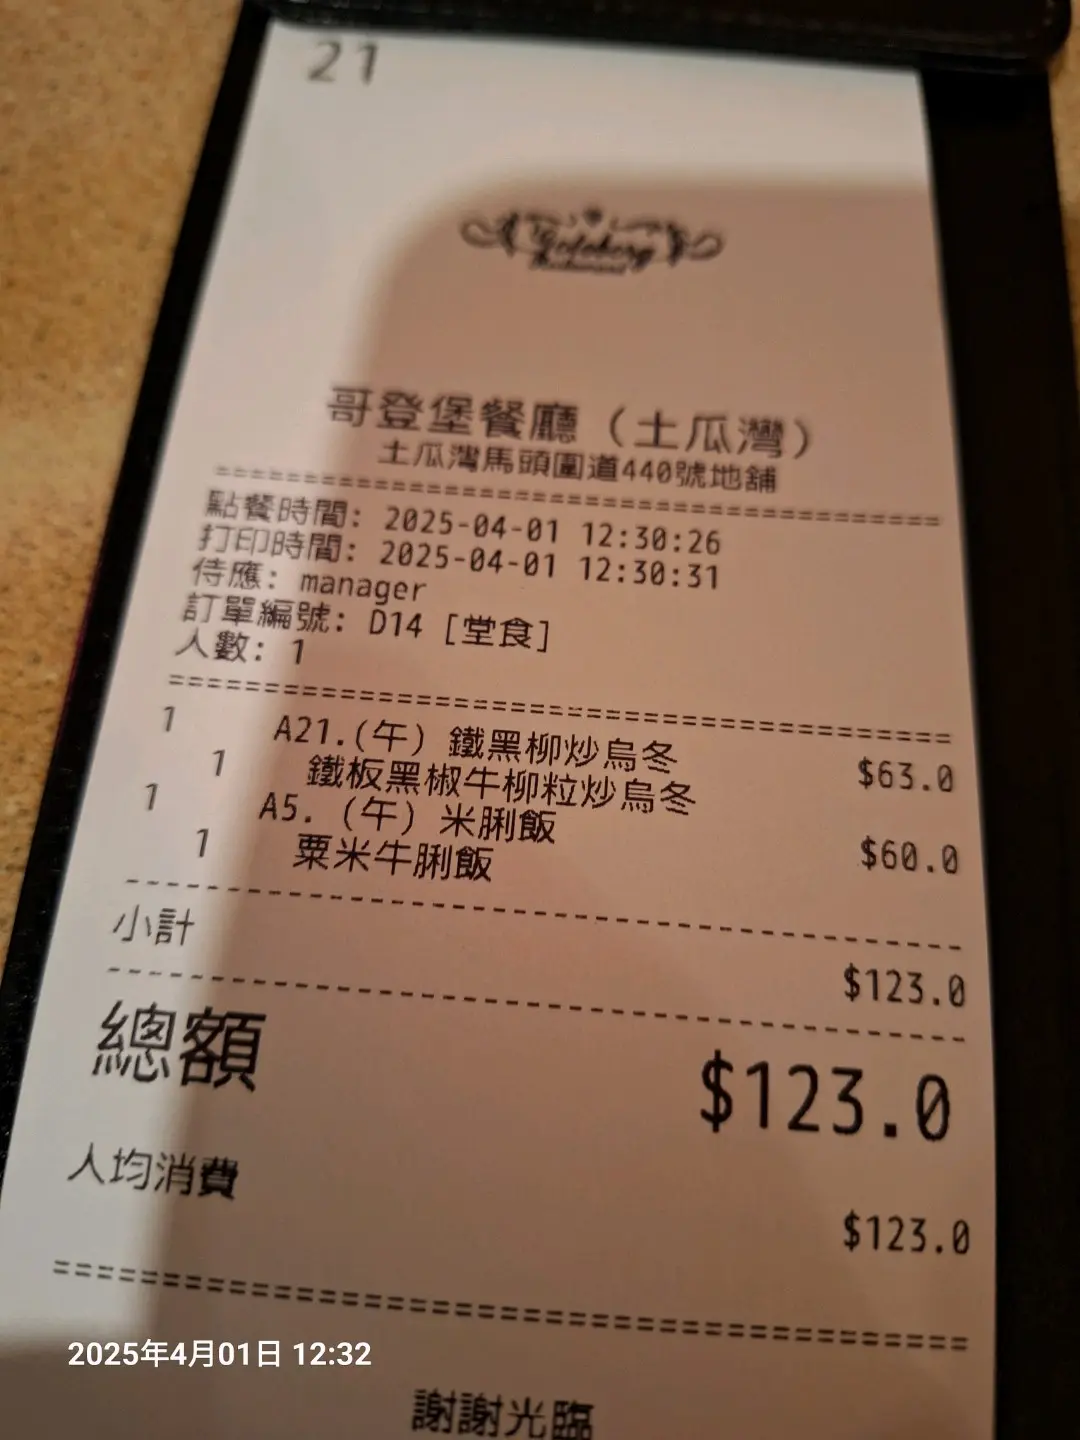 21
Goldberg
Restaurant
哥登堡餐廳（土瓜灣）
土瓜灣馬頭圍道440號地舖
================================================
點餐時間: 2025-04-01 12:30:26
打印時間: 2025-04-01 12:30:31
侍應: manager
訂單編號: D14 [堂食]
人數: 1
================================================
1 A21.(午) 鐵黑柳炒烏冬 $63.0
1 鐵板黑椒牛柳粒炒烏冬
1 A5. (午) 米脷飯 $60.0
1 粟米牛脷飯
------------------------------------------------
小計 $123.0
------------------------------------------------
總額 $123.0
人均消費 $123.0
================================================
謝謝光臨
2025年4月01日 12:32